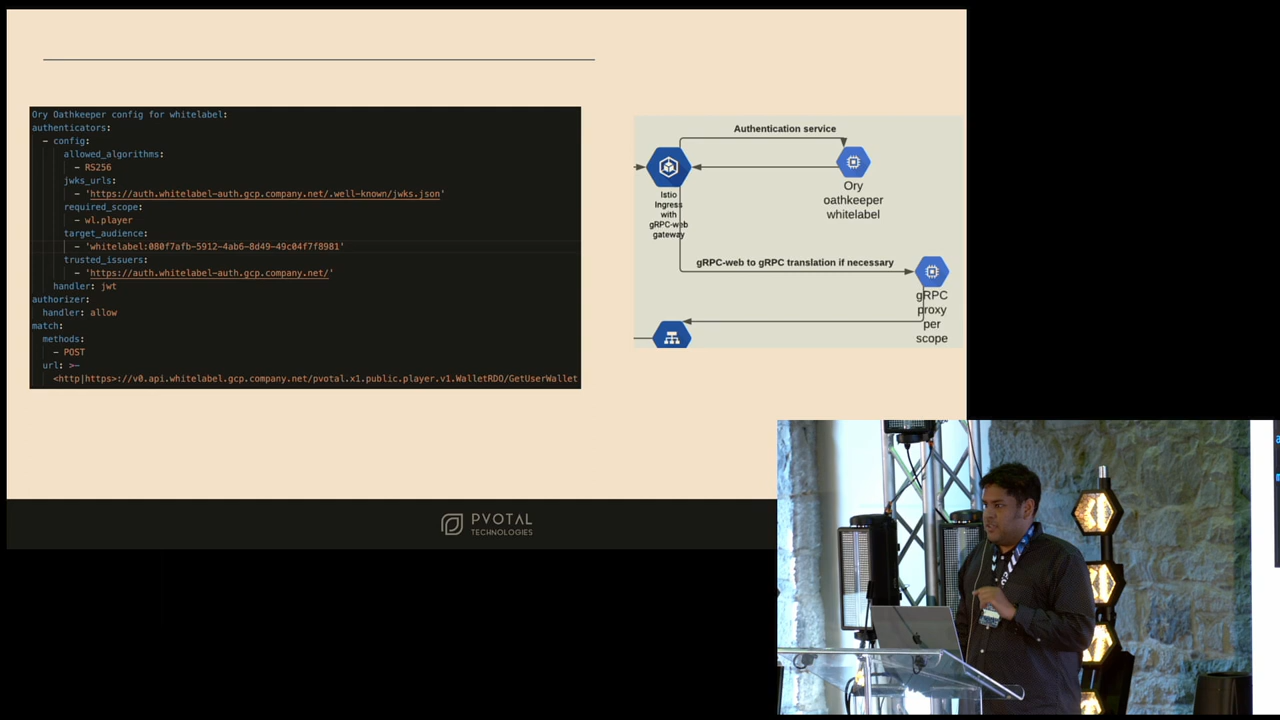 Ory Oathkeeper config for whitelabel:
authenticators:
- config:
allowed_algorithms:
- RS256
jwks_urls:
- 'https://auth.whitelabel-auth.gcp.company.net/.well-known/jwks.json'
required_scope:
- wl.player
target_audience:
- 'whitelabel:080f7afb-5912-4ab6-8d49-49c04f7f8981'
trusted_issuers:
- 'https://auth.whitelabel-auth.gcp.company.net/'
handler: jwt
authorizer:
handler: allow
match:
methods:
- POST
url: >-
<http|https>://v0.api.whitelabel.gcp.company.net/pvotal.x1.public.player.v1.WalletRDO/GetUserWallet
Authentication service
Istio
Ingress
with
gRPC-web
gateway
Ory
oathkeeper
whitelabel
gRPC-web to gRPC translation if necessary
gRPC
proxy
per
scope
PVOTAL
TECHNOLOGIES